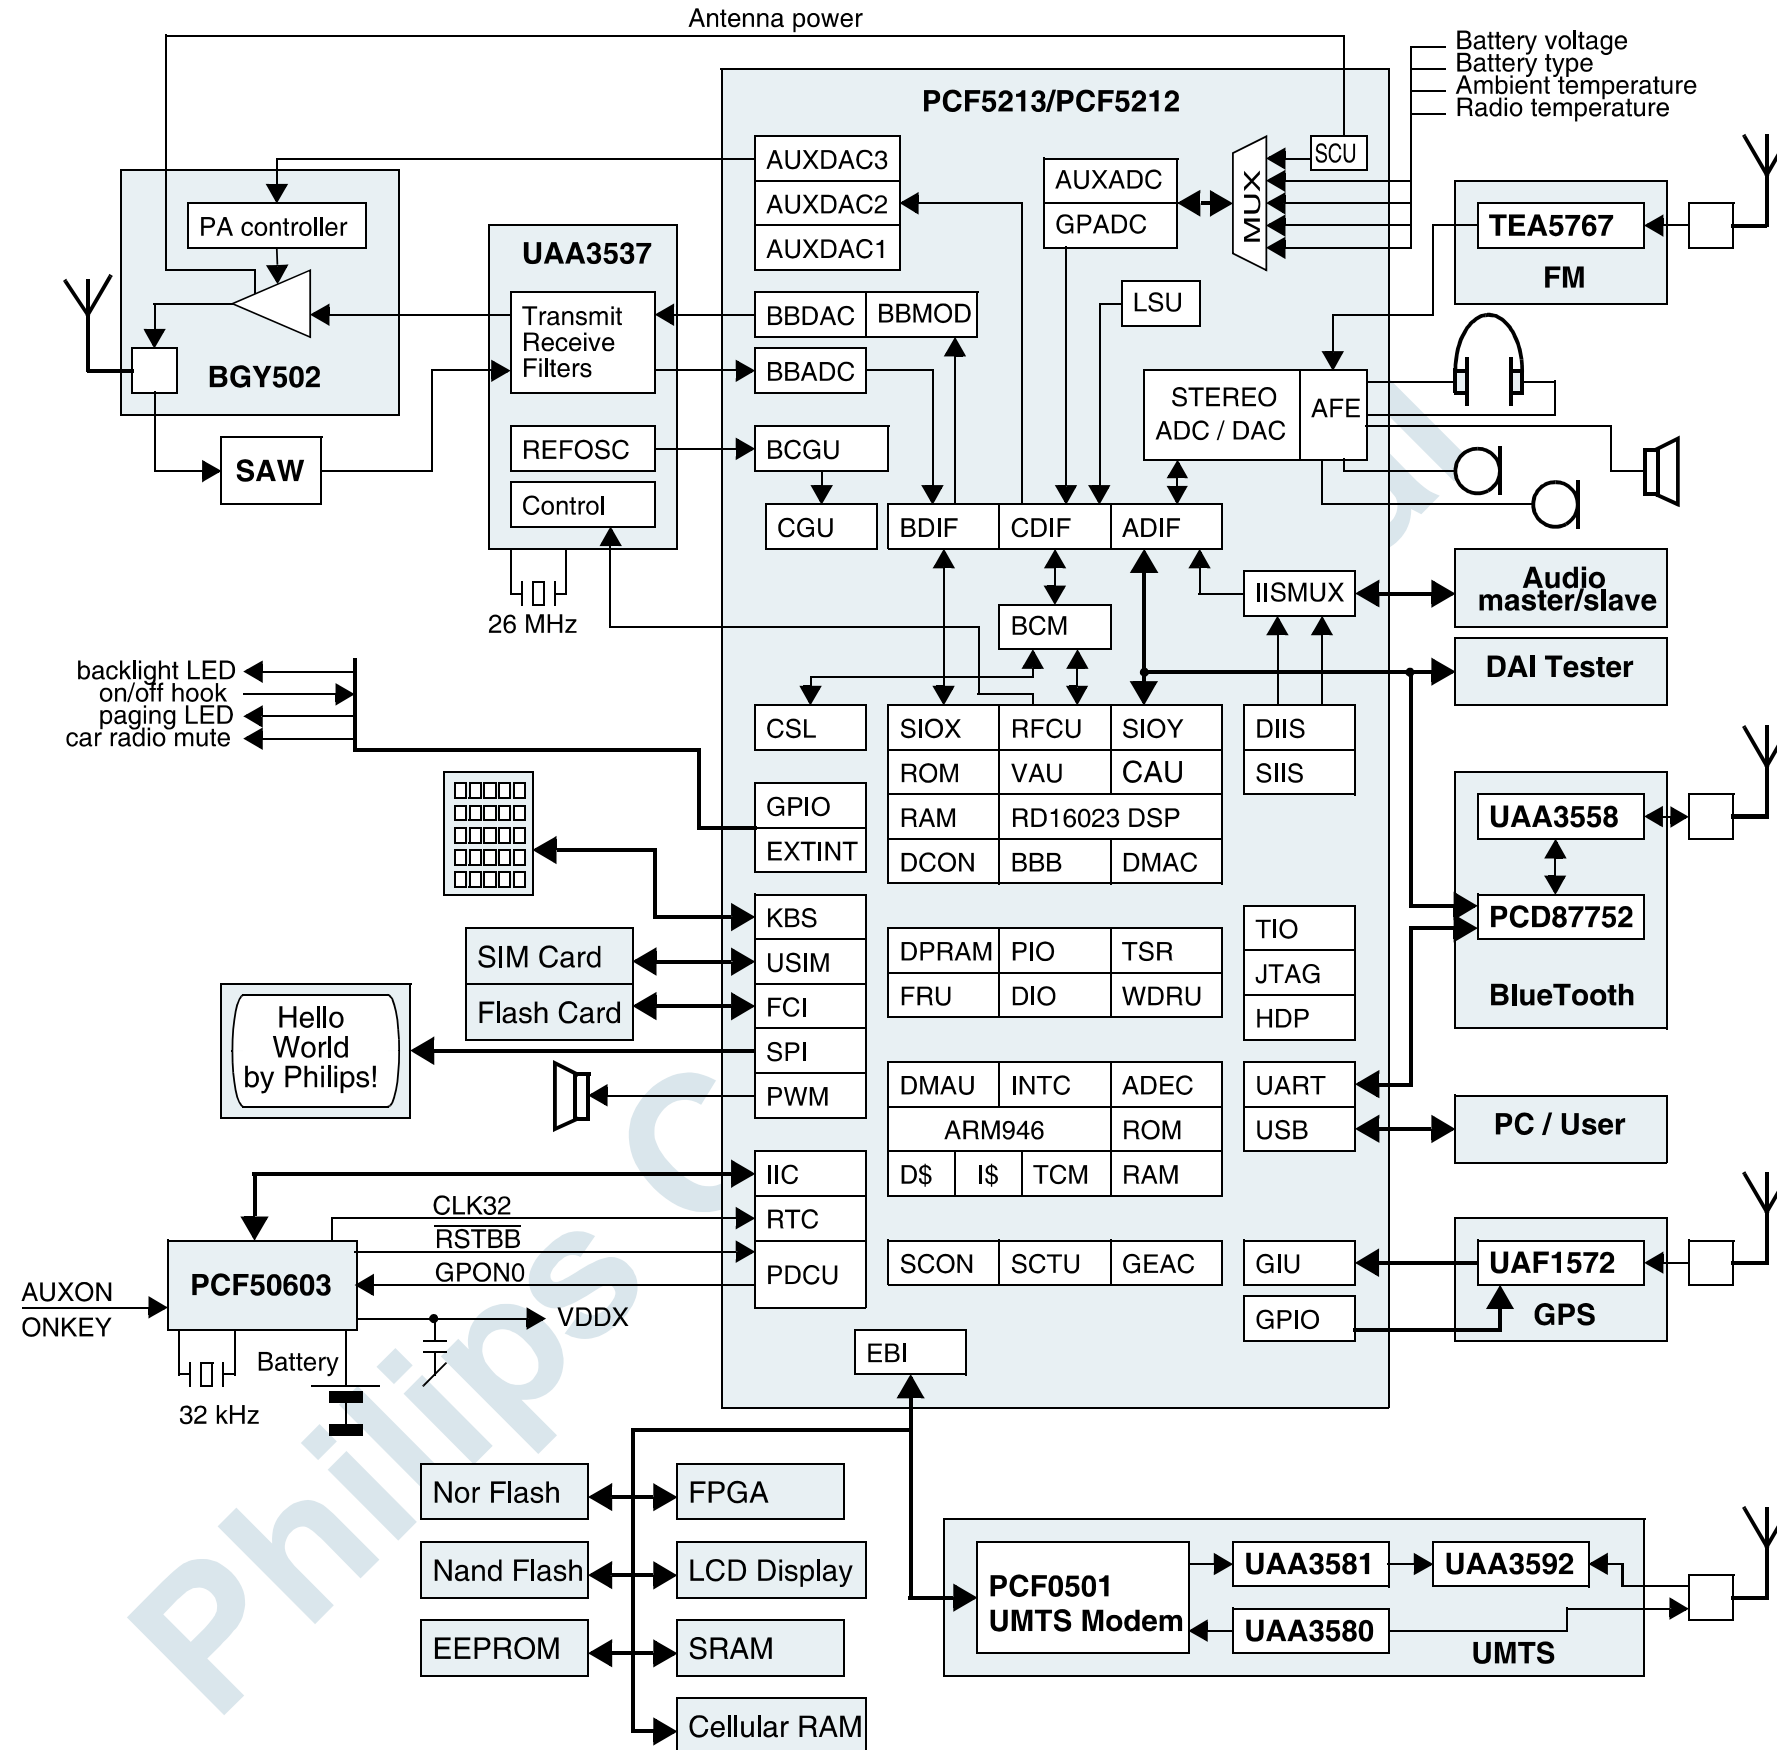 Antenna power
Battery voltage
Battery type
Ambient temperature
Radio temperature
PCF5213/PCF5212
SCU
AUXDAC3
AUXDAC2
AUXDAC1
AUXADC
GPADC
MUX
PA controller
BGY502
UAA3537
Transmit
Receive
Filters
TEA5767
FM
BBDAC
BBMOD
LSU
BBADC
STEREO
ADC / DAC
AFE
SAW
REFOSC
BCGU
Control
CGU
BDIF
CDIF
ADIF
26 MHz
BCM
IISMUX
Audio
master/slave
DAI Tester
backlight LED
on/off hook
paging LED
car radio mute
CSL
SIOX
RFCU
SIOY
DIIS
ROM
VAU
CAU
SIIS
GPIO
RAM
RD16023 DSP
EXTINT
DCON
BBB
DMAC
UAA3558
PCD87752
BlueTooth
KBS
USIM
FCI
SPI
PWM
SIM Card
Flash Card
DPRAM
PIO
TSR
FRU
DIO
WDRU
TIO
JTAG
HDP
Hello
World
by Philips!
DMAU
INTC
ADEC
UART
ARM946
ROM
USB
PC / User
D$
I$
TCM
RAM
IIC
RTC
PDCU
CLK32
RSTBB
GPON0
PCF50603
AUXON
ONKEY
VDDX
Battery
32 kHz
SCON
SCTU
GEAC
GIU
GPIO
UAF1572
GPS
EBI
Nor Flash
FPGA
Nand Flash
LCD Display
EEPROM
SRAM
Cellular RAM
PCF0501
UMTS Modem
UAA3581
UAA3592
UAA3580
UMTS
Philips